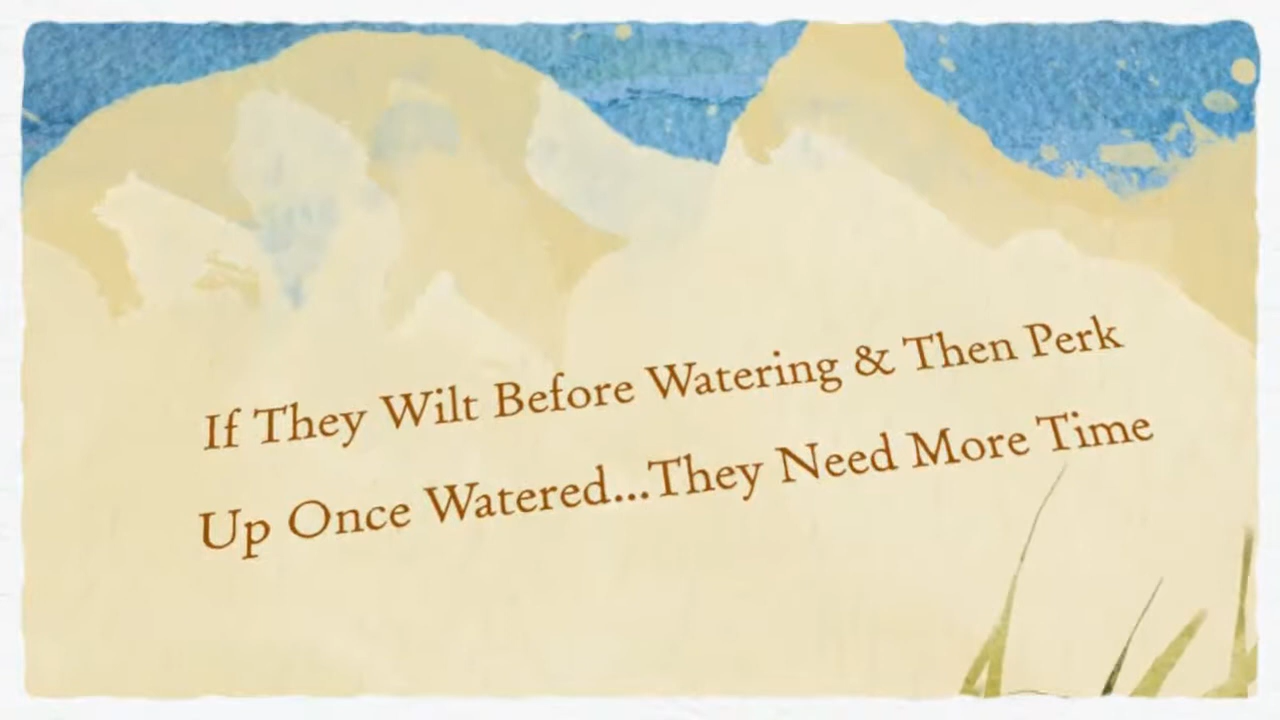 If They Wilt Before Watering & Then Perk
Up Once Watered...They Need More Time